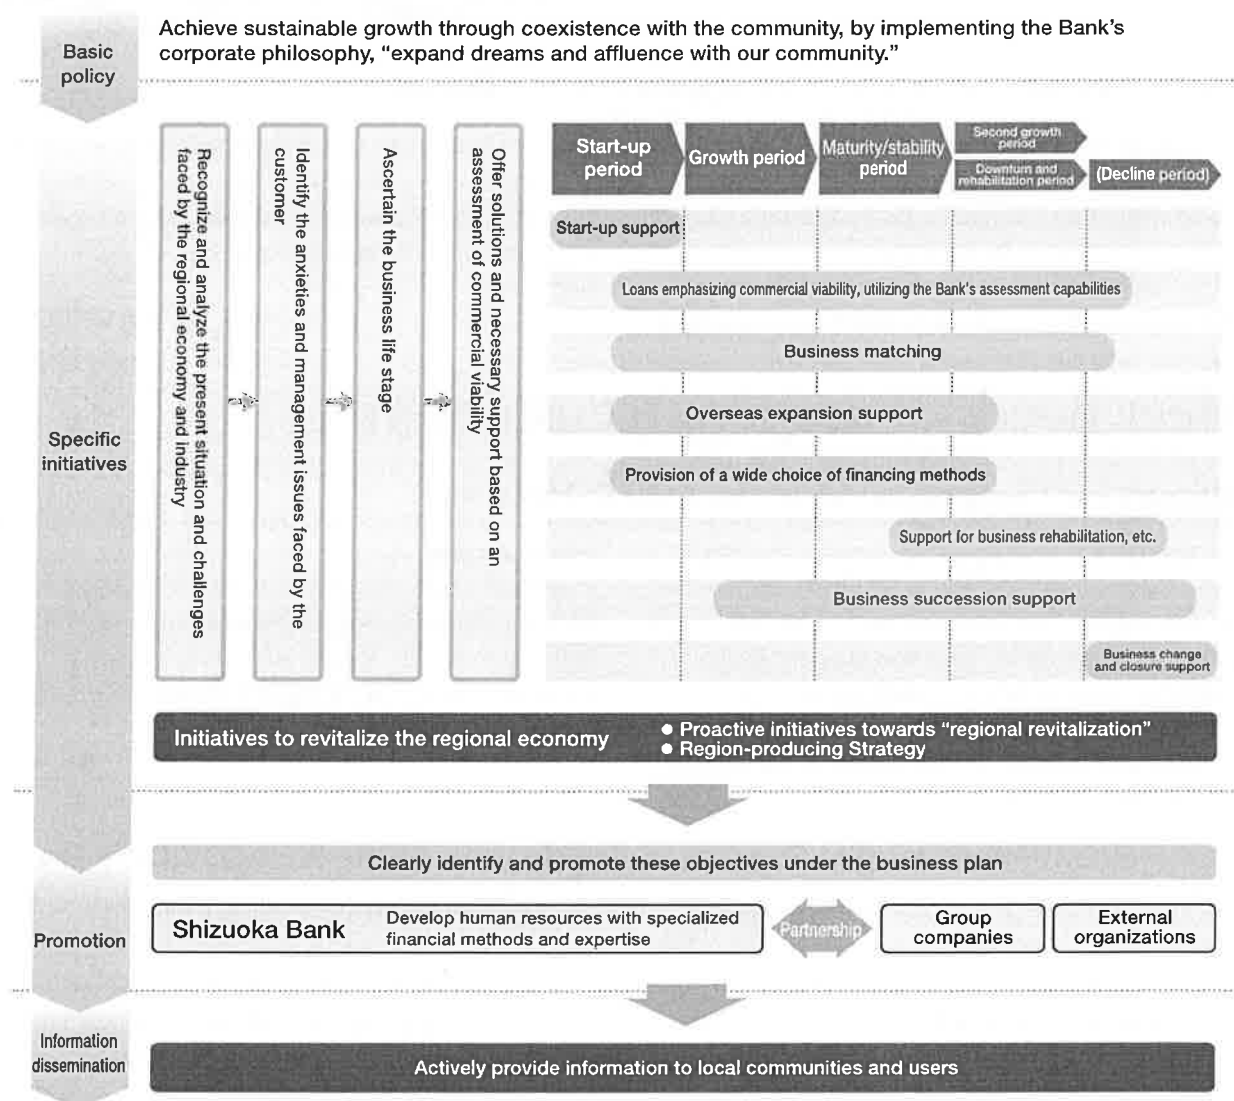 Basic
policy
Achieve sustainable growth through coexistence with the community, by implementing the Bank's
corporate philosophy, “expand dreams and affluence with our community.”
Specific
initiatives
Recognize and analyze the present situation and challenges
faced by the regional economy and industry
Identify the anxieties and management issues faced by the
customer
Ascertain the business life stage
Offer solutions and necessary support based on an
assessment of commercial viability
Start-up
period
Growth period
Maturity/stability
period
Second growth
period
Downturn and
rehabilitation period
(Decline period)
Start-up support
Loans emphasizing commercial viability, utilizing the Bank's assessment capabilities
Business matching
Overseas expansion support
Provision of a wide choice of financing methods
Support for business rehabilitation, etc.
Business succession support
Business change
and closure support
Initiatives to revitalize the regional economy
● Proactive initiatives towards “regional revitalization”
● Region-producing Strategy
Clearly identify and promote these objectives under the business plan
Promotion
Shizuoka Bank
Develop human resources with specialized
financial methods and expertise
Partnership
Group
companies
External
organizations
Information
dissemination
Actively provide information to local communities and users